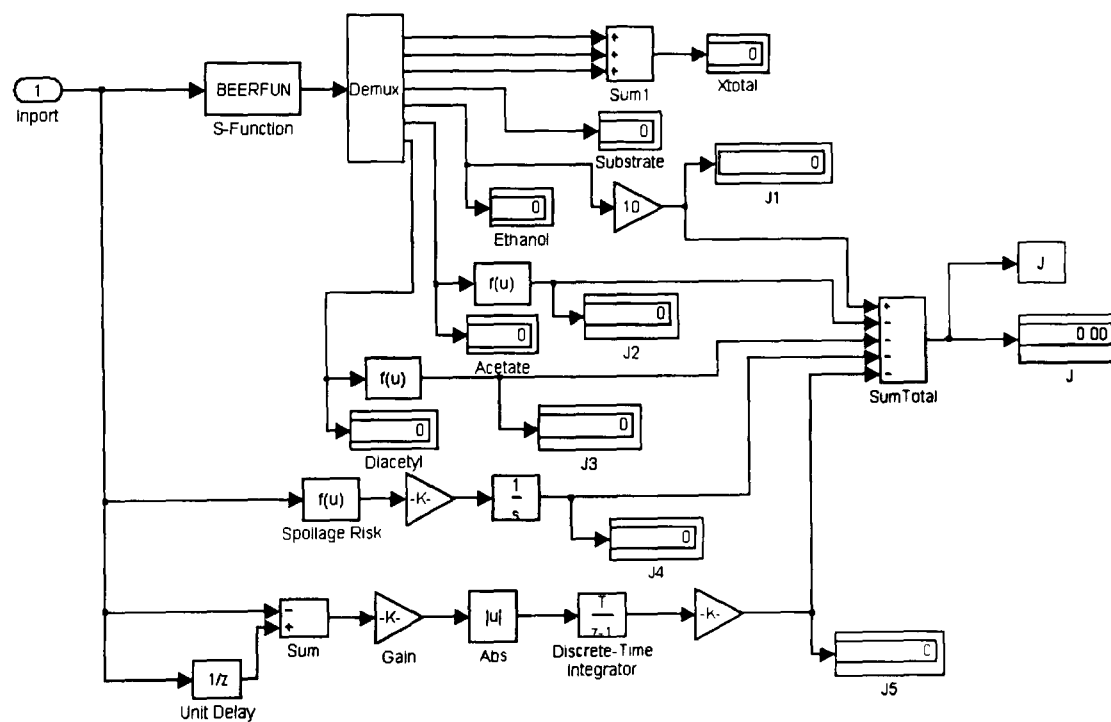 1
Inport
BEERFUN
S-Function
Demux
+
+
+
Sum1
0
Xtotal
0
Substrate
0
J1
10
0
Ethanol
f(u)
0
J2
0
Acetate
f(u)
0
J3
0
Diacetyl
+
-
-
-
-
SumTotal
J
0.00
J
f(u)
Spoilage Risk
-K-
1
s
0
J4
-
+
Sum
-K-
Gain
|u|
Abs
T
z-1
Discrete-Time
Integrator
-K-
0
J5
1/z
Unit Delay